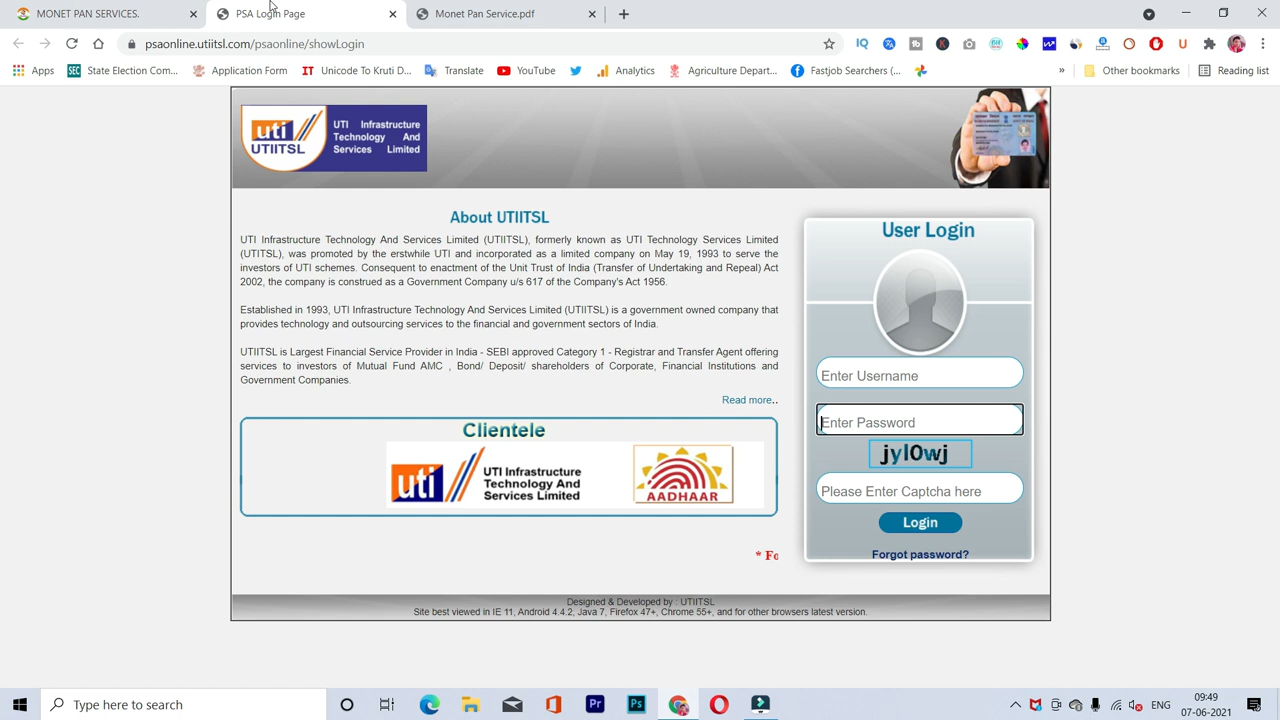 MONET PAN SERVICES.
PSA Login Page
Monet Pan Service.pdf
psaonline.utiitsl.com/psaonline/showLogin
Apps
State Election Com...
Application Form
Unicode To Kruti D...
Translate
YouTube
Analytics
Agriculture Depart...
Fastjob Searchers (...
»
Other bookmarks
Reading list
uti
UTIITSL
UTI Infrastructure
Technology And
Services Limited
About UTIITSL
UTI Infrastructure Technology And Services Limited (UTIITSL), formerly known as UTI Technology Services Limited
(UTITSL), was promoted by the erstwhile UTI and incorporated as a limited company on May 19, 1993 to serve the
investors of UTI schemes. Consequent to enactment of the Unit Trust of India (Transfer of Undertaking and Repeal) Act
2002, the company is construed as a Government Company u/s 617 of the Company's Act 1956.
Established in 1993, UTI Infrastructure Technology And Services Limited (UTIITSL) is a government owned company that
provides technology and outsourcing services to the financial and government sectors of India.
UTIITSL is Largest Financial Service Provider in India - SEBI approved Category 1 - Registrar and Transfer Agent offering
services to investors of Mutual Fund AMC , Bond/ Deposit/ shareholders of Corporate, Financial Institutions and
Government Companies.
Read more..
Clientele
uti
UTI Infrastructure
Technology And
Services Limited
AADHAAR
* Fo
User Login
Enter Username
Enter Password
jyl0wj
Please Enter Captcha here
Login
Forgot password?
Designed & Developed by : UTIITSL
Site best viewed in IE 11, Android 4.4.2, Java 7, Firefox 47+, Chrome 55+, and for other browsers latest version.
Type here to search
ENG
09:49
07-06-2021